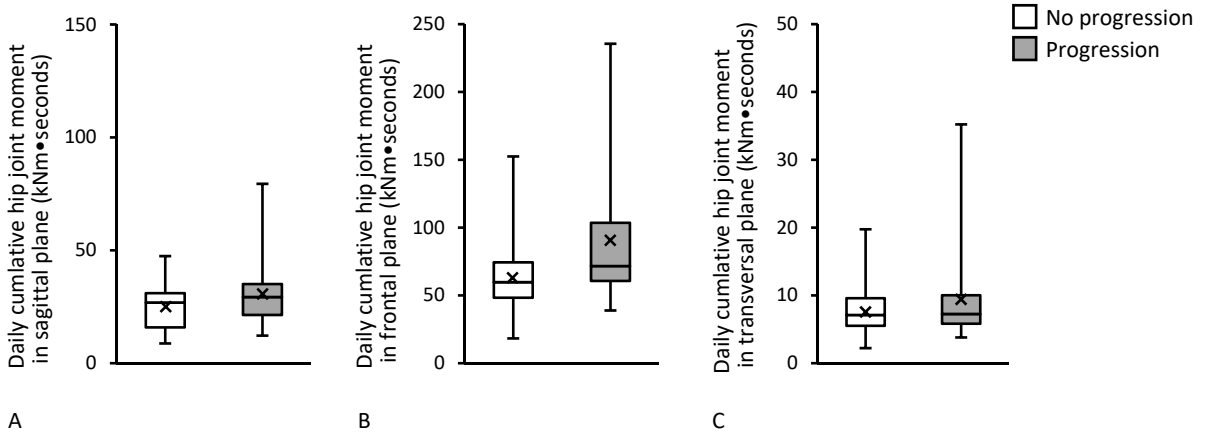 No progression
Progression
Daily cumlative hip joint moment
in sagittal plane (kNm•seconds)
150
100
50
0
A
Daily cumlative hip joint moment
in frontal plane (kNm•seconds)
250
200
150
100
50
0
B
Daily cumlative hip joint moment
in transversal plane (kNm•seconds)
50
40
30
20
10
0
C